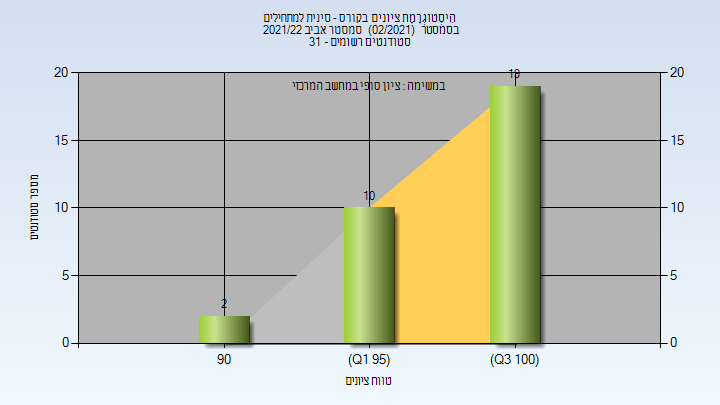 היסטוגרמת ציונים בקורס - סינית למתחילים
בסמסטר (02/2021) סמסטר אביב 2021/22
סטודנטים רשומים - 31
במשימה : ציון סופי במחשב המרכזי
20
15
10
5
0
20
15
10
5
0
2
10
19
90
(Q1 95)
(Q3 100)
מספר סטודנטים
טווח ציונים